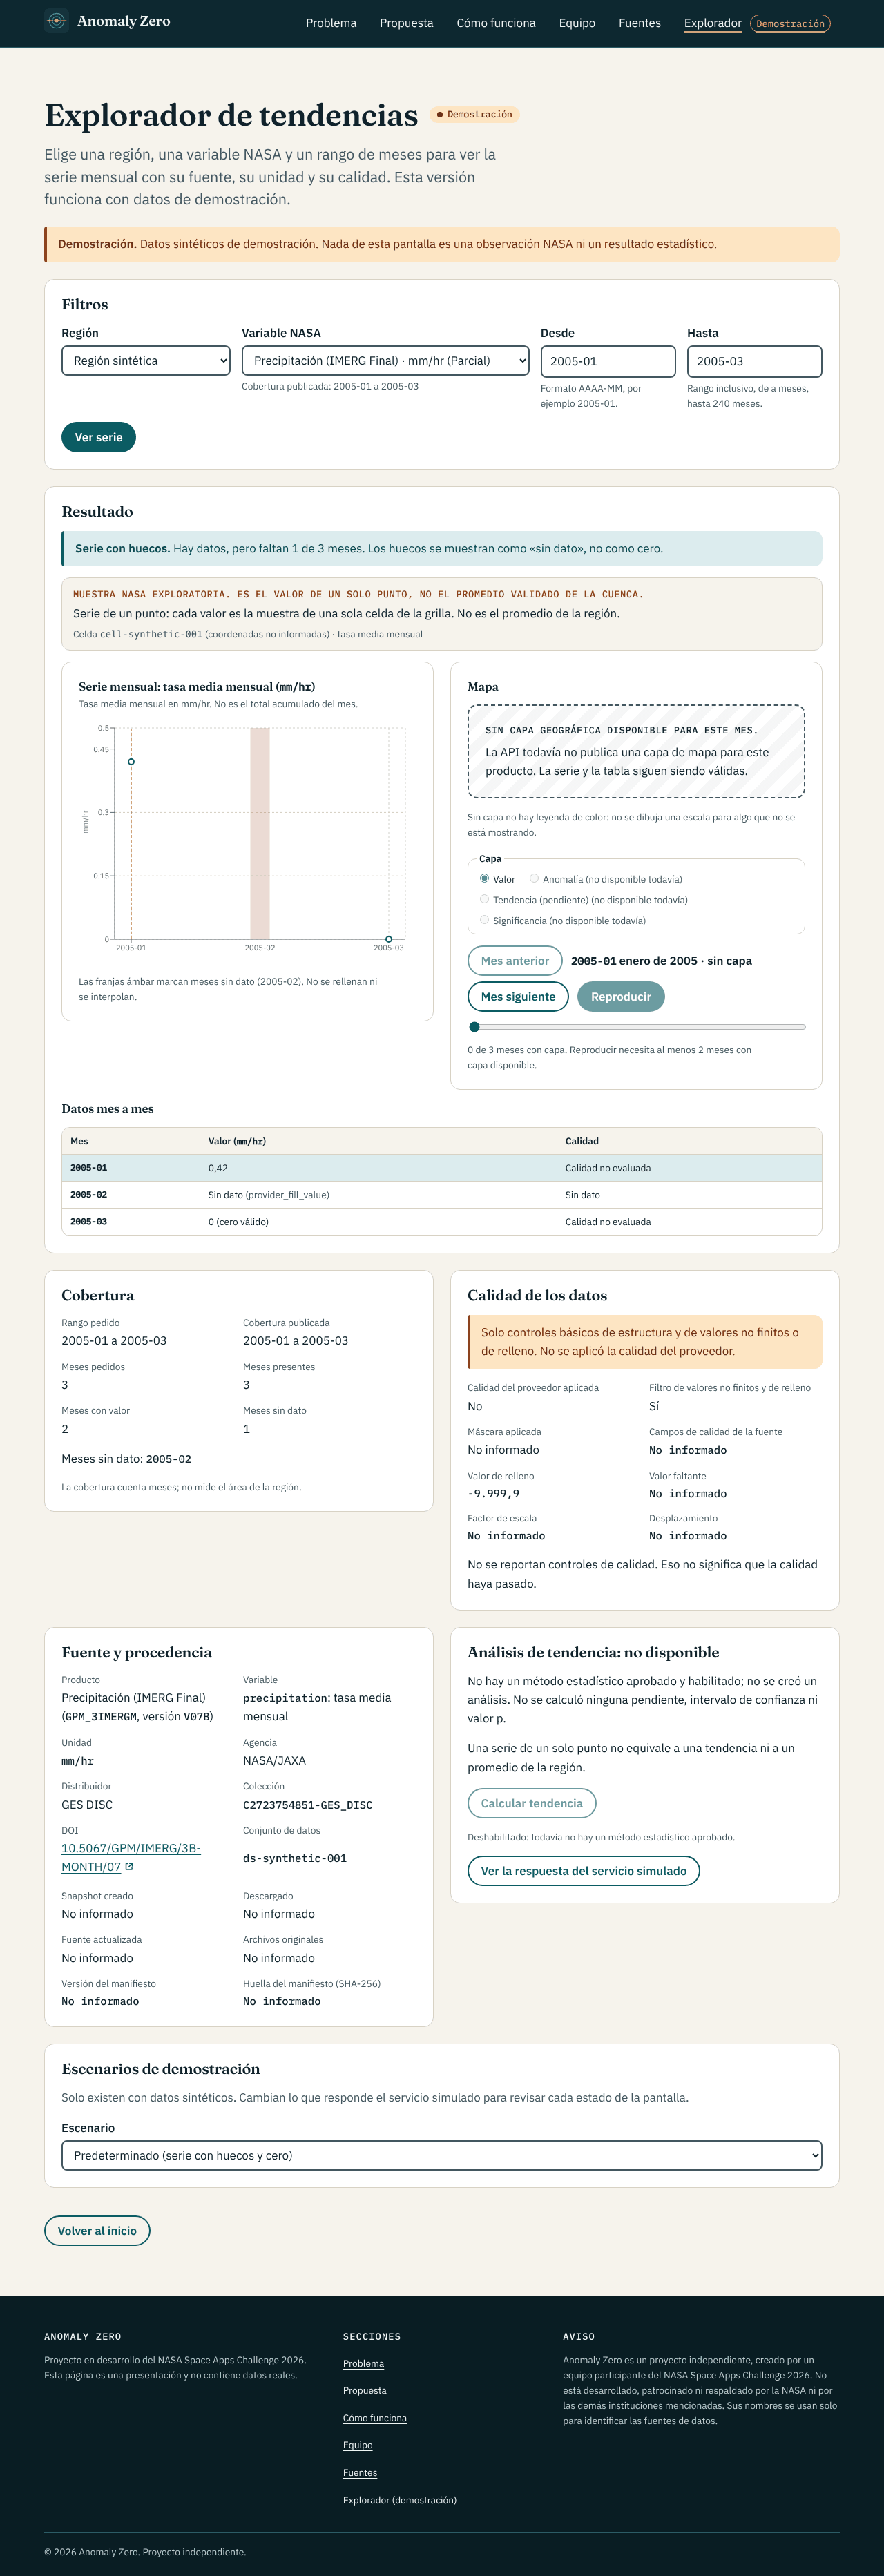 Anomaly Zero
Problema
Propuesta
Cómo funciona
Equipo
Fuentes
Explorador
Demostración
Explorador de tendencias
Demostración
Elige una región, una variable NASA y un rango de meses para ver la
serie mensual con su fuente, su unidad y su calidad. Esta versión
funciona con datos de demostración.
Demostración. Datos sintéticos de demostración. Nada de esta pantalla es una observación NASA ni un resultado estadístico.
Filtros
Región
Región sintética
Variable NASA
Precipitación (IMERG Final) · mm/hr (Parcial)
Cobertura publicada: 2005-01 a 2005-03
Desde
2005-01
Formato AAAA-MM, por
ejemplo 2005-01.
Hasta
2005-03
Rango inclusivo, de a meses,
hasta 240 meses.
Ver serie
Resultado
Serie con huecos. Hay datos, pero faltan 1 de 3 meses. Los huecos se muestran como «sin dato», no como cero.
MUESTRA NASA EXPLORATORIA. ES EL VALOR DE UN SOLO PUNTO, NO EL PROMEDIO VALIDADO DE LA CUENCA.
Serie de un punto: cada valor es la muestra de una sola celda de la grilla. No es el promedio de la región.
Celda cell-synthetic-001 (coordenadas no informadas) · tasa media mensual
Serie mensual: tasa media mensual (mm/hr)
Tasa media mensual en mm/hr. No es el total acumulado del mes.
0.5
0.45
0.3
0.15
0
mm/hr
2005-01
2005-02
2005-03
Las franjas ámbar marcan meses sin dato (2005-02). No se rellenan ni
se interpolan.
Mapa
SIN CAPA GEOGRÁFICA DISPONIBLE PARA ESTE MES.
La API todavía no publica una capa de mapa para este
producto. La serie y la tabla siguen siendo válidas.
Sin capa no hay leyenda de color: no se dibuja una escala para algo que no se
está mostrando.
Capa
Valor
Anomalía (no disponible todavía)
Tendencia (pendiente) (no disponible todavía)
Significancia (no disponible todavía)
Mes anterior
2005-01 enero de 2005 · sin capa
Mes siguiente
Reproducir
0 de 3 meses con capa. Reproducir necesita al menos 2 meses con
capa disponible.
Datos mes a mes
Mes Valor (mm/hr) Calidad
2005-01 0,42 Calidad no evaluada
2005-02 Sin dato (provider_fill_value) Sin dato
2005-03 0 (cero válido) Calidad no evaluada
Cobertura
Rango pedido
2005-01 a 2005-03
Cobertura publicada
2005-01 a 2005-03
Meses pedidos
3
Meses presentes
3
Meses con valor
2
Meses sin dato
1
Meses sin dato: 2005-02
La cobertura cuenta meses; no mide el área de la región.
Calidad de los datos
Solo controles básicos de estructura y de valores no finitos o
de relleno. No se aplicó la calidad del proveedor.
Calidad del proveedor aplicada
No
Filtro de valores no finitos y de relleno
Sí
Máscara aplicada
No informado
Campos de calidad de la fuente
No informado
Valor de relleno
-9.999,9
Valor faltante
No informado
Factor de escala
No informado
Desplazamiento
No informado
No se reportan controles de calidad. Eso no significa que la calidad
haya pasado.
Fuente y procedencia
Producto
Precipitación (IMERG Final)
(GPM_3IMERGM, versión V07B)
Variable
precipitation: tasa media
mensual
Unidad
mm/hr
Agencia
NASA/JAXA
Distribuidor
GES DISC
Colección
C2723754851-GES_DISC
DOI
10.5067/GPM/IMERG/3B-
MONTH/07
Conjunto de datos
ds-synthetic-001
Snapshot creado
No informado
Descargado
No informado
Fuente actualizada
No informado
Archivos originales
No informado
Versión del manifiesto
No informado
Huella del manifiesto (SHA-256)
No informado
Análisis de tendencia: no disponible
No hay un método estadístico aprobado y habilitado; no se creó un
análisis. No se calculó ninguna pendiente, intervalo de confianza ni
valor p.
Una serie de un solo punto no equivale a una tendencia ni a un
promedio de la región.
Calcular tendencia
Deshabilitado: todavía no hay un método estadístico aprobado.
Ver la respuesta del servicio simulado
Escenarios de demostración
Solo existen con datos sintéticos. Cambian lo que responde el servicio simulado para revisar cada estado de la pantalla.
Escenario
Predeterminado (serie con huecos y cero)
Volver al inicio
ANOMALY ZERO
Proyecto en desarrollo del NASA Space Apps Challenge 2026.
Esta página es una presentación y no contiene datos reales.
SECCIONES
Problema
Propuesta
Cómo funciona
Equipo
Fuentes
Explorador (demostración)
AVISO
Anomaly Zero es un proyecto independiente, creado por un
equipo participante del NASA Space Apps Challenge 2026. No
está desarrollado, patrocinado ni respaldado por la NASA ni por
las demás instituciones mencionadas. Sus nombres se usan solo
para identificar las fuentes de datos.
© 2026 Anomaly Zero. Proyecto independiente.